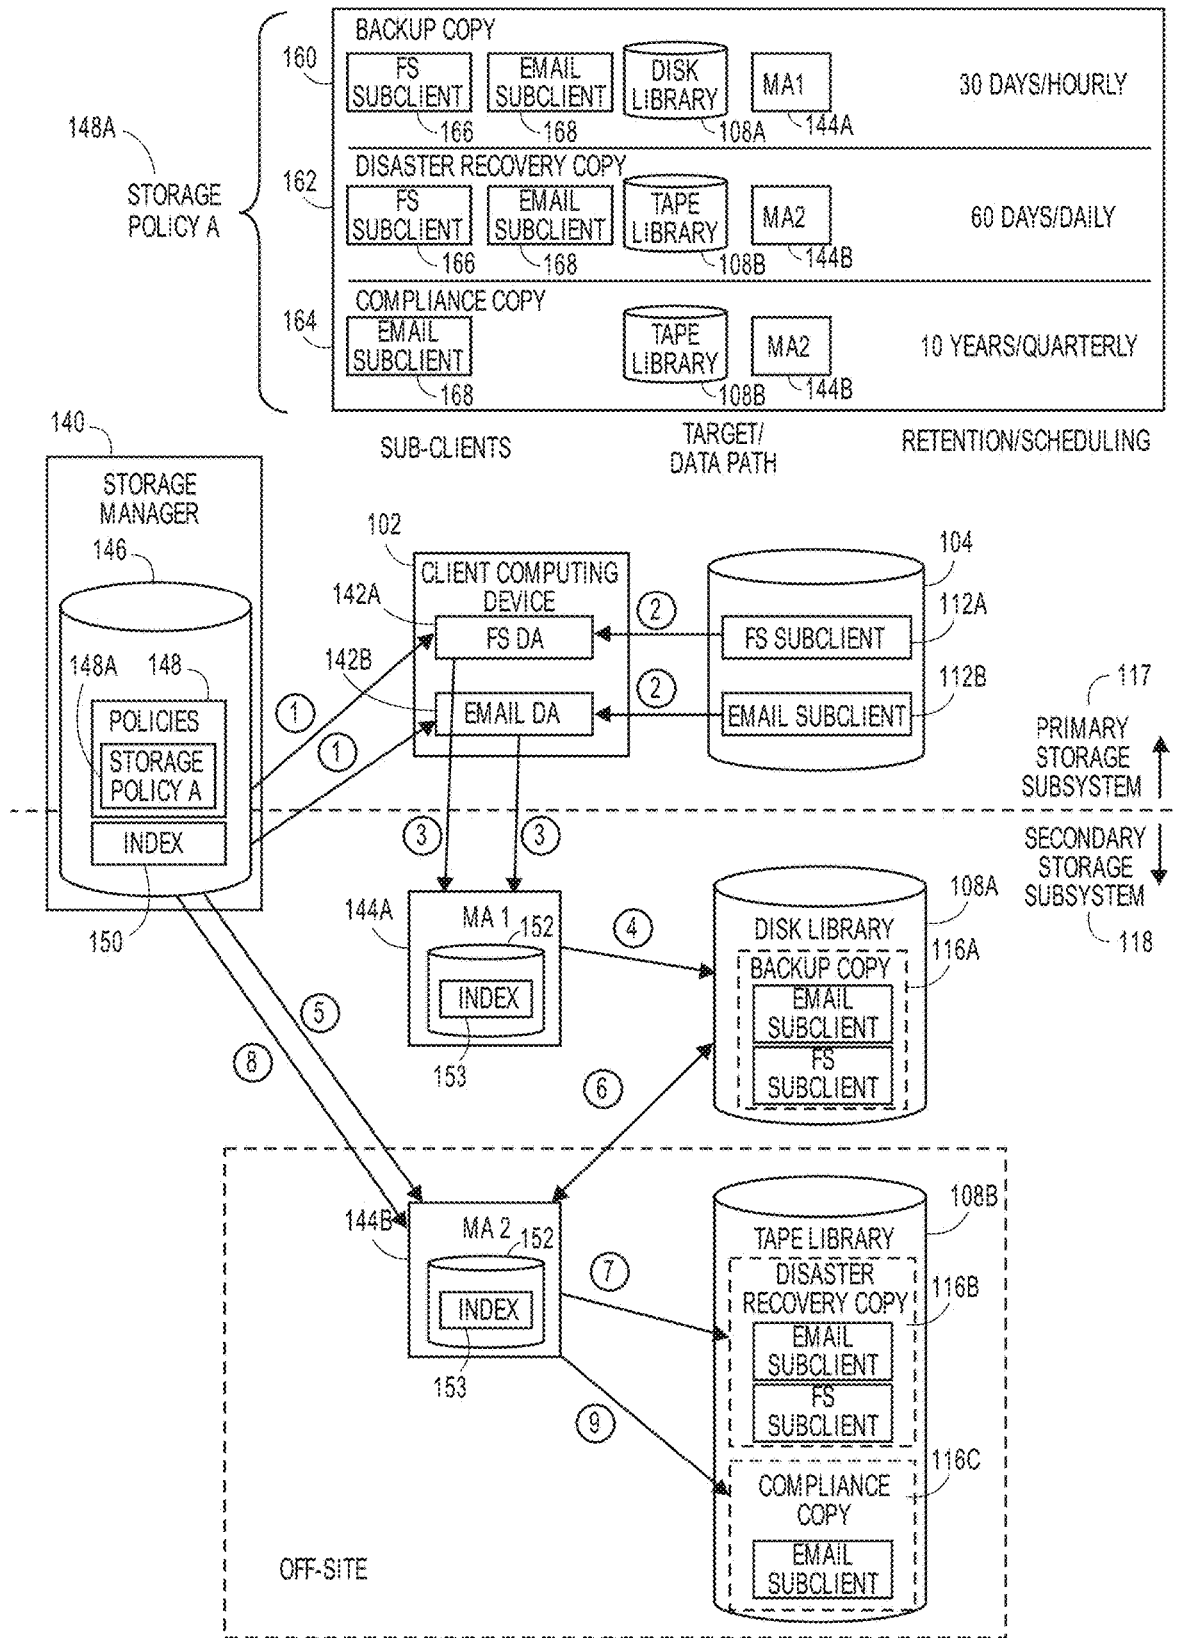 BACKUP COPY
160
FS
SUBCLIENT
166
EMAIL
SUBCLIENT
168
DISK
LIBRARY
108A
MA1
144A
30 DAYS/HOURLY
148A
STORAGE
POLICY A
DISASTER RECOVERY COPY
162
FS
SUBCLIENT
166
EMAIL
SUBCLIENT
168
TAPE
LIBRARY
108B
MA2
144B
60 DAYS/DAILY
COMPLIANCE COPY
164
EMAIL
SUBCLIENT
168
TAPE
LIBRARY
108B
MA2
144B
10 YEARS/QUARTERLY
SUB-CLIENTS
TARGET/
DATA PATH
RETENTION/SCHEDULING
140
STORAGE
MANAGER
146
148A
148
POLICIES
STORAGE
POLICY A
INDEX
150
1
1
102
CLIENT COMPUTING
DEVICE
142A
FS DA
142B
EMAIL DA
2
2
104
112A
FS SUBCLIENT
112B
EMAIL SUBCLIENT
117
PRIMARY
STORAGE
SUBSYSTEM
SECONDARY
STORAGE
SUBSYSTEM
118
3
3
144A
MA 1
152
INDEX
153
4
108A
DISK LIBRARY
116A
BACKUP COPY
EMAIL
SUBCLIENT
FS
SUBCLIENT
5
8
6
144B
MA 2
152
INDEX
153
7
9
108B
TAPE LIBRARY
DISASTER
RECOVERY COPY
116B
EMAIL
SUBCLIENT
FS
SUBCLIENT
116C
COMPLIANCE
COPY
EMAIL
SUBCLIENT
OFF-SITE